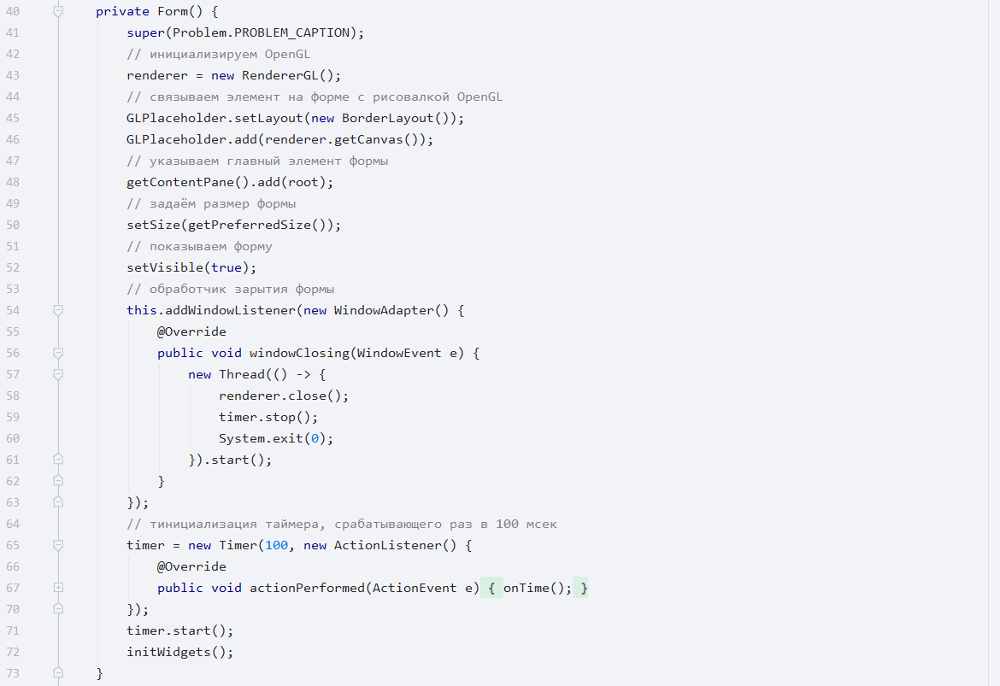 40 private Form() {
41 super(Problem.PROBLEM_CAPTION);
42 // инициализируем OpenGL
43 renderer = new RendererGL();
44 // связываем элемент на форме с рисовалкой OpenGL
45 GLPlaceholder.setLayout(new BorderLayout());
46 GLPlaceholder.add(renderer.getCanvas());
47 // указываем главный элемент формы
48 getContentPane().add(root);
49 // задаём размер формы
50 setSize(getPreferredSize());
51 // показываем форму
52 setVisible(true);
53 // обработчик зарытия формы
54 this.addWindowListener(new WindowAdapter() {
55 @Override
56 public void windowClosing(WindowEvent e) {
57 new Thread(() -> {
58 renderer.close();
59 timer.stop();
60 System.exit(0);
61 }).start();
62 }
63 });
64 // тинициализация таймера, срабатывающего раз в 100 мсек
65 timer = new Timer(100, new ActionListener() {
66 @Override
67 public void actionPerformed(ActionEvent e) { onTime(); }
70 });
71 timer.start();
72 initWidgets();
73 }